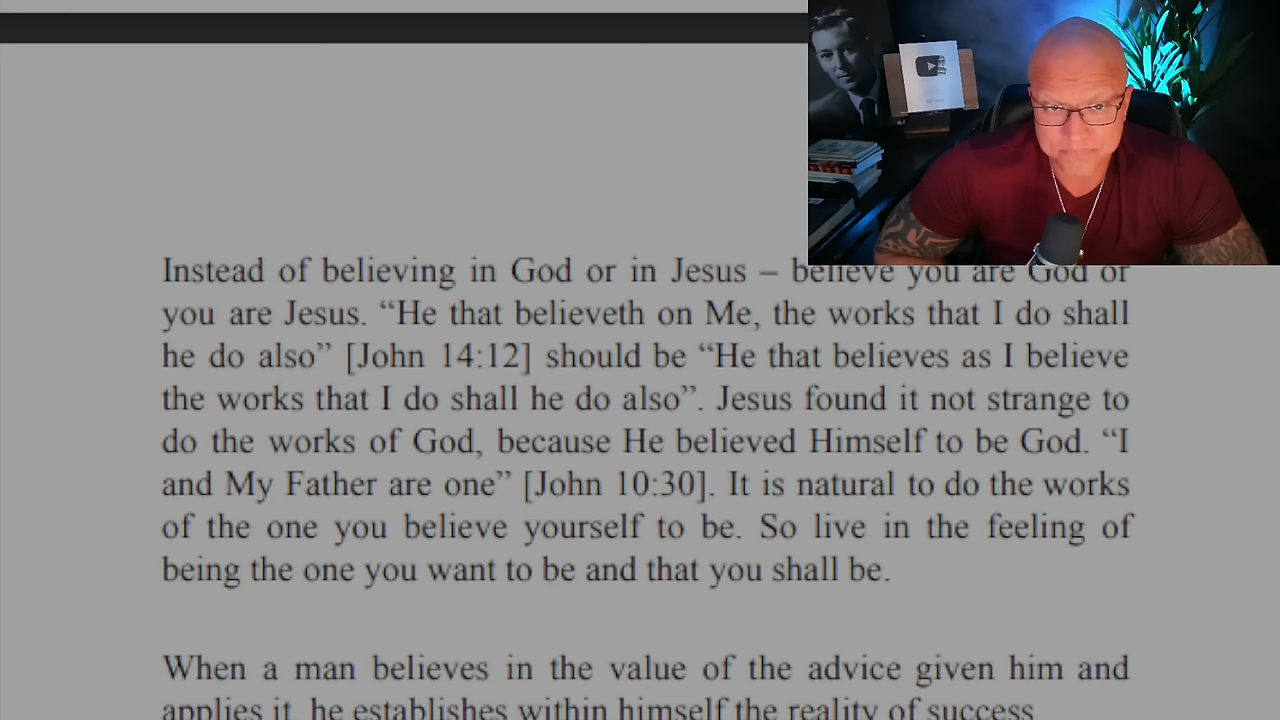 Instead of believing in God or in Jesus – believe you are God or
you are Jesus. “He that believeth on Me, the works that I do shall
he do also” [John 14:12] should be “He that believes as I believe
the works that I do shall he do also”. Jesus found it not strange to
do the works of God, because He believed Himself to be God. “I
and My Father are one” [John 10:30]. It is natural to do the works
of the one you believe yourself to be. So live in the feeling of
being the one you want to be and that you shall be.
When a man believes in the value of the advice given him and
applies it, he establishes within himself the reality of success